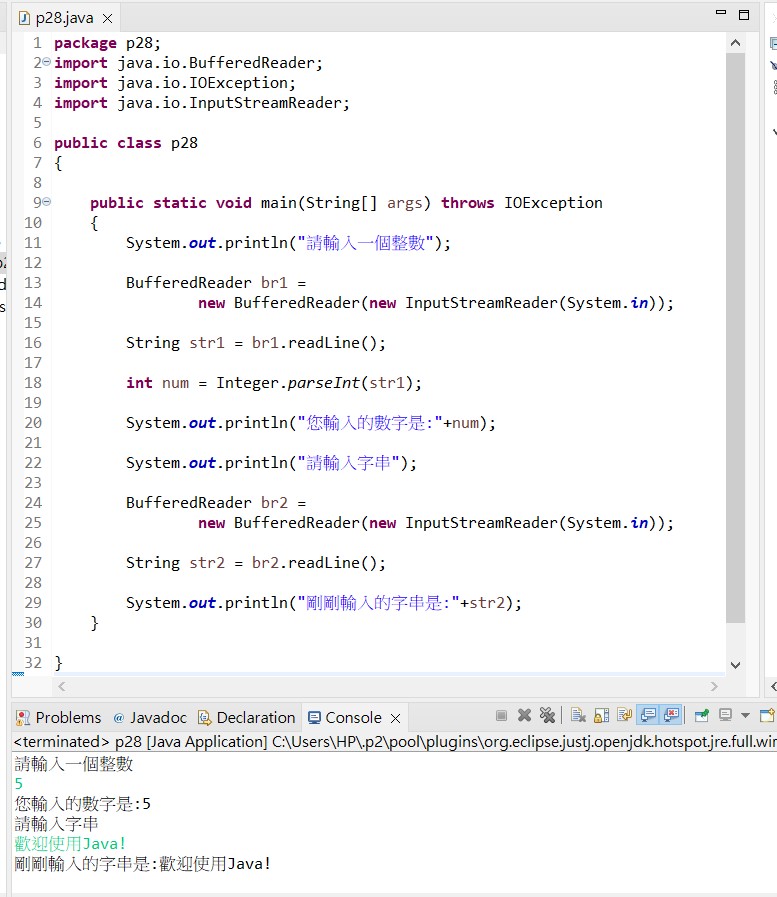 p28.java
1 package p28;
2 import java.io.BufferedReader;
3 import java.io.IOException;
4 import java.io.InputStreamReader;
5
6 public class p28
7 {
8
9     public static void main(String[] args) throws IOException
10     {
11         System.out.println("請輸入一個整數");
12
13         BufferedReader br1 =
14                 new BufferedReader(new InputStreamReader(System.in));
15
16         String str1 = br1.readLine();
17
18         int num = Integer.parseInt(str1);
19
20         System.out.println("您輸入的數字是:"+num);
21
22         System.out.println("請輸入字串");
23
24         BufferedReader br2 =
25                 new BufferedReader(new InputStreamReader(System.in));
26
27         String str2 = br2.readLine();
28
29         System.out.println("剛剛輸入的字串是:"+str2);
30     }
31
32 }
Problems @ Javadoc Declaration Console
<terminated> p28 [Java Application] C:\Users\HP\.p2\pool\plugins\org.eclipse.justj.openjdk.hotspot.jre.full.wi
請輸入一個整數
5
您輸入的數字是:5
請輸入字串
歡迎使用Java!
剛剛輸入的字串是:歡迎使用Java!